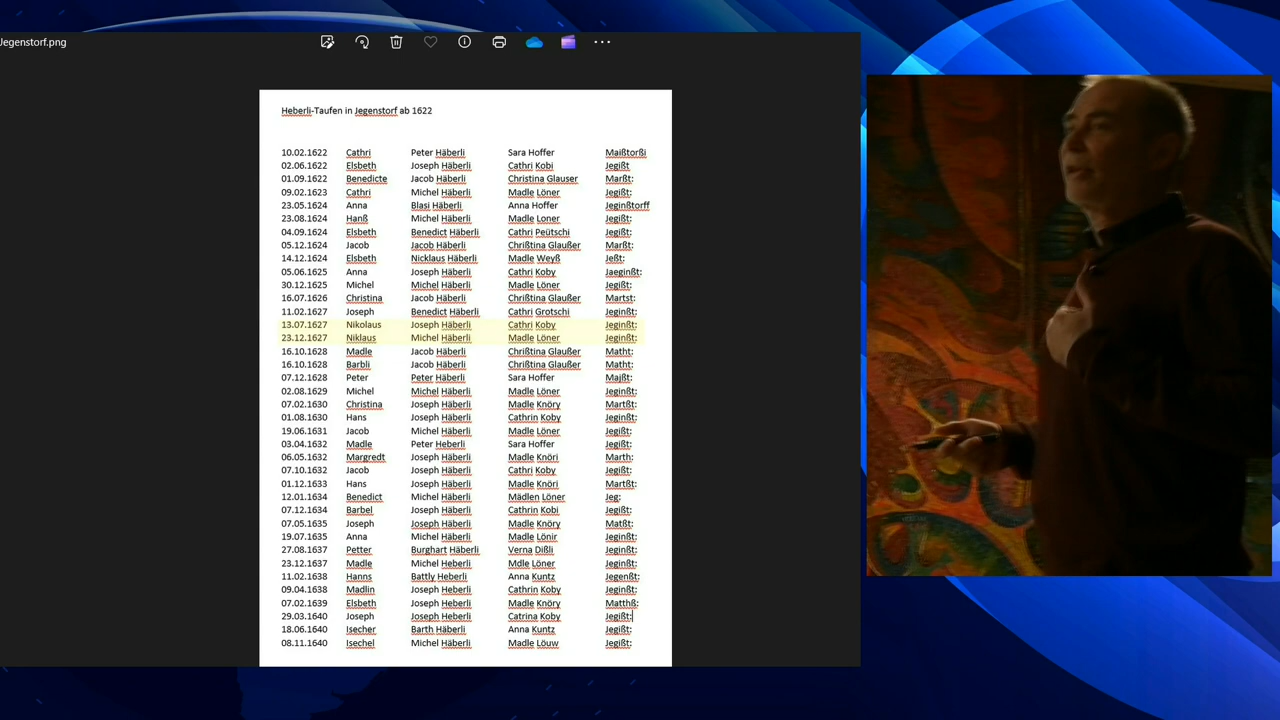 Jegenstorf.png
Heberli-Taufen in Jegenstorf ab 1622
10.02.1622 Cathri Peter Häberli Sara Hoffer Maißtorßi
02.06.1622 Elsbeth Joseph Häberli Cathri Kobi Jegißt
01.09.1622 Benedicte Jacob Häberli Christina Glauser Marßt:
09.02.1623 Cathri Michel Häberli Madle Löner Jegißt:
23.05.1624 Anna Blasi Häberli Anna Hoffer Jeginßtorff
23.08.1624 Hanß Michel Häberli Madle Loner Jegißt:
04.09.1624 Elsbeth Benedict Häberli Cathri Peütschi Jegißt:
05.12.1624 Jacob Jacob Häberli Chrißtina Glaußer Marßt:
14.12.1624 Elsbeth Nicklaus Häberli Madle Weyß Jeßt:
05.06.1625 Anna Joseph Häberli Cathri Koby Jaeginßt:
30.12.1625 Michel Michel Häberli Madle Löner Jegißt:
16.07.1626 Christina Jacob Häberli Chrißtina Glaußer Martst:
11.02.1627 Joseph Benedict Häberli Cathri Grotschi Jeginßt:
13.07.1627 Nikolaus Joseph Häberli Cathri Koby Jeginßt:
23.12.1627 Niklaus Michel Häberli Madle Löner Jeginßt:
16.10.1628 Madle Jacob Häberli Chrißtina Glaußer Matht:
16.10.1628 Barbli Jacob Häberli Chrißtina Glaußer Matht:
07.12.1628 Peter Peter Häberli Sara Hoffer Majßt:
02.08.1629 Michel Michel Häberli Madle Löner Jeginßt:
07.02.1630 Christina Joseph Häberli Madle Knöry Martßt:
01.08.1630 Hans Joseph Häberli Cathrin Koby Jeginßt:
19.06.1631 Jacob Michel Häberli Madle Löner Jegißt:
03.04.1632 Madle Peter Heberli Sara Hoffer Jegißt:
06.05.1632 Margredt Joseph Häberli Madle Knöri Marth:
07.10.1632 Jacob Joseph Häberli Cathri Koby Jegißt:
01.12.1633 Hans Joseph Häberli Madle Knöri Martßt:
12.01.1634 Benedict Michel Häberli Mädlen Löner Jeg:
07.12.1634 Barbel Joseph Häberli Cathrin Kobi Jegißt:
07.05.1635 Joseph Joseph Häberli Madle Knöry Matßt:
19.07.1635 Anna Michel Häberli Madle Lönir Jeginßt:
27.08.1637 Petter Burghart Häberli Verna Dißli Jeginßt:
23.12.1637 Madle Michel Heberli Mdle Löner Jeginßt:
11.02.1638 Hanns Battly Heberli Anna Kuntz Jegenßt:
09.04.1638 Madlin Joseph Heberli Cathrin Koby Jeginßt:
07.02.1639 Elsbeth Joseph Heberli Madle Knöry Matthß:
29.03.1640 Joseph Joseph Heberli Catrina Koby Jegißt:
18.06.1640 Isecher Barth Häberli Anna Kuntz Jegißt:
08.11.1640 Isechel Michel Häberli Madle Löuw Jegißt: